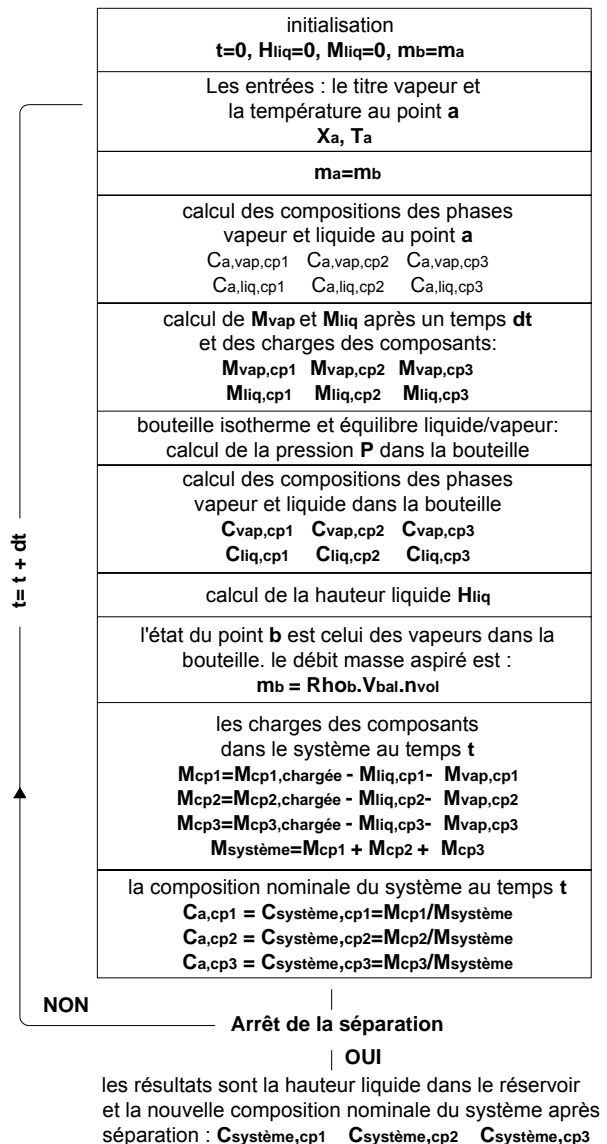 initialisation
t=0, Hliq=0, Mliq=0, mb=ma
Les entrées : le titre vapeur et
la température au point a
Xa, Ta
ma=mb
calcul des compositions des phases
vapeur et liquide au point a
Ca,vap,cp1 Ca,vap,cp2 Ca,vap,cp3
Ca,liq,cp1 Ca,liq,cp2 Ca,liq,cp3
calcul de Mvap et Mliq après un temps dt
et des charges des composants:
Mvap,cp1 Mvap,cp2 Mvap,cp3
Mliq,cp1 Mliq,cp2 Mliq,cp3
bouteille isotherme et équilibre liquide/vapeur:
calcul de la pression P dans la bouteille
calcul des compositions des phases
vapeur et liquide dans la bouteille
Cvap,cp1 Cvap,cp2 Cvap,cp3
Cliq,cp1 Cliq,cp2 Cliq,cp3
t= t + dt
calcul de la hauteur liquide Hliq
l'état du point b est celui des vapeurs dans la
bouteille. le débit masse aspiré est :
mb = Rhob.Vbal.nvol
les charges des composants
dans le système au temps t
Mcp1=Mcp1,chargée - Mliq,cp1- Mvap,cp1
Mcp2=Mcp2,chargée - Mliq,cp2- Mvap,cp2
Mcp3=Mcp3,chargée - Mliq,cp3- Mvap,cp3
Msystème=Mcp1 + Mcp2 + Mcp3
la composition nominale du système au temps t
Ca,cp1 = Csystème,cp1=Mcp1/Msystème
Ca,cp2 = Csystème,cp2=Mcp2/Msystème
Ca,cp3 = Csystème,cp3=Mcp3/Msystème
NON
Arrêt de la séparation
OUI
les résultats sont la hauteur liquide dans le réservoir
et la nouvelle composition nominale du système après
séparation : Csystème,cp1 Csystème,cp2 Csystème,cp3